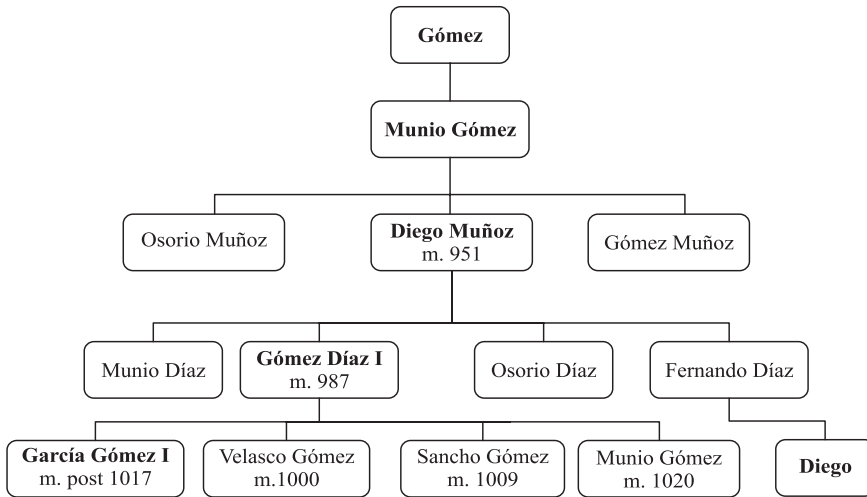 Gómez
Munio Gómez
Osorio Muñoz
Diego Muñoz
m. 951
Gómez Muñoz
Munio Díaz
Gómez Díaz I
m. 987
Osorio Díaz
Fernando Díaz
García Gómez I
m. post 1017
Velasco Gómez
m.1000
Sancho Gómez
m. 1009
Munio Gómez
m. 1020
Diego